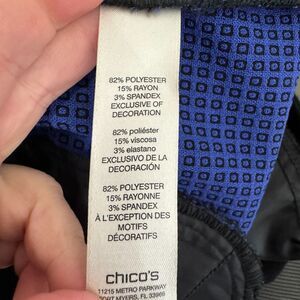 82% POLYESTER
15% RAYON
3% SPANDEX
EXCLUSIVE OF
DECORATION
82% poliéster
15% viscosa
3% elastano
EXCLUSIVO DE LA
DECORACIÓN
82% POLYESTER
15% RAYONNE
3% SPANDEX
À L'EXCEPTION DES
MOTIFS
DÉCORATIFS
chico's
11215 METRO PARKWAY
FORT MYERS, FL 33966